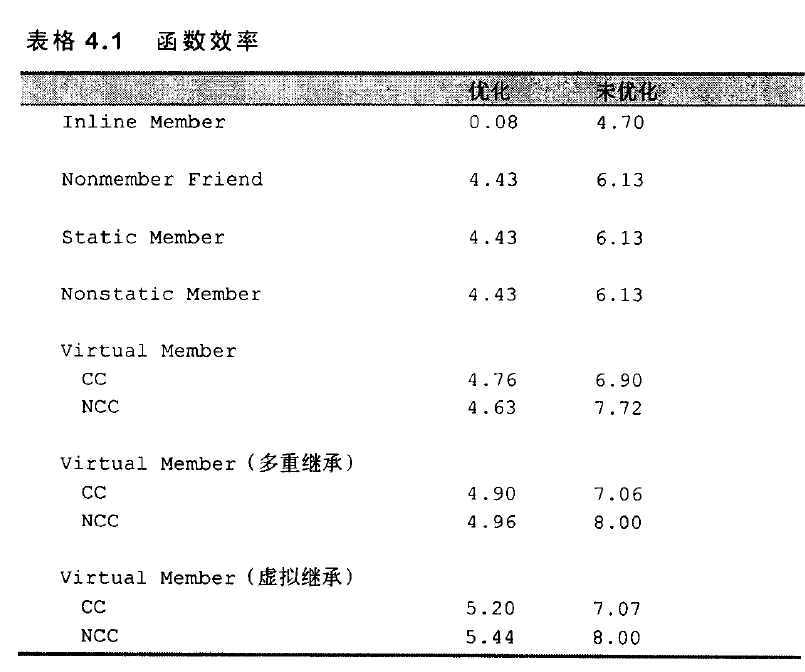 表格 4.1 函数效率
优化 未优化
Inline Member 0.08 4.70
Nonmember Friend 4.43 6.13
Static Member 4.43 6.13
Nonstatic Member 4.43 6.13
Virtual Member
CC 4.76 6.90
NCC 4.63 7.72
Virtual Member（多重继承）
CC 4.90 7.06
NCC 4.96 8.00
Virtual Member（虚拟继承）
CC 5.20 7.07
NCC 5.44 8.00